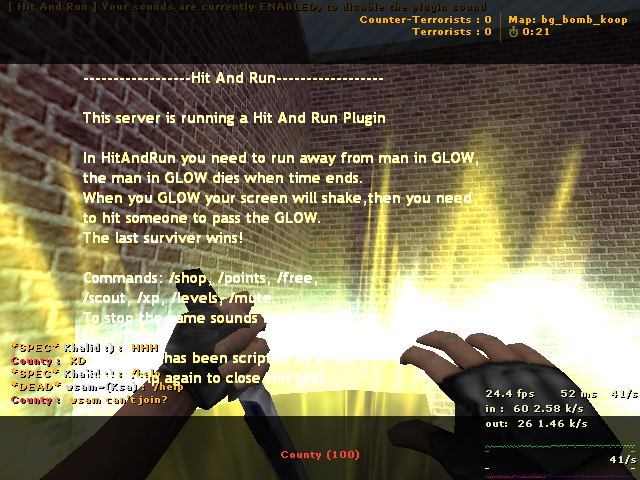 [ Hit And Run ] Your sounds are currently ENABLED, to disable the plugin sound
Counter-Terrorists : 0
Terrorists : 0
Map: bg_bomb_koop
0:21
------------------Hit And Run------------------
This server is running a Hit And Run Plugin
In HitAndRun you need to run away from man in GLOW,
the man in GLOW dies when time ends.
When you GLOW your screen will shake,then you need
to hit someone to pass the GLOW.
The last surviver wins!
Commands: /shop, /points, /free,
/scout, /xp, /levels, /mute
To stop the game sounds
has been scripted by
again to close this text
*SPEC* Khalid :) : HHH
County : XD
*SPEC* Khalid :) : /help
*DEAD* wsam-(Ksa) : /help
County : wsam can't join?
24.4 fps 52 ms 41/s
in : 60 2.58 k/s
out: 26 1.46 k/s
41/s
County (100)